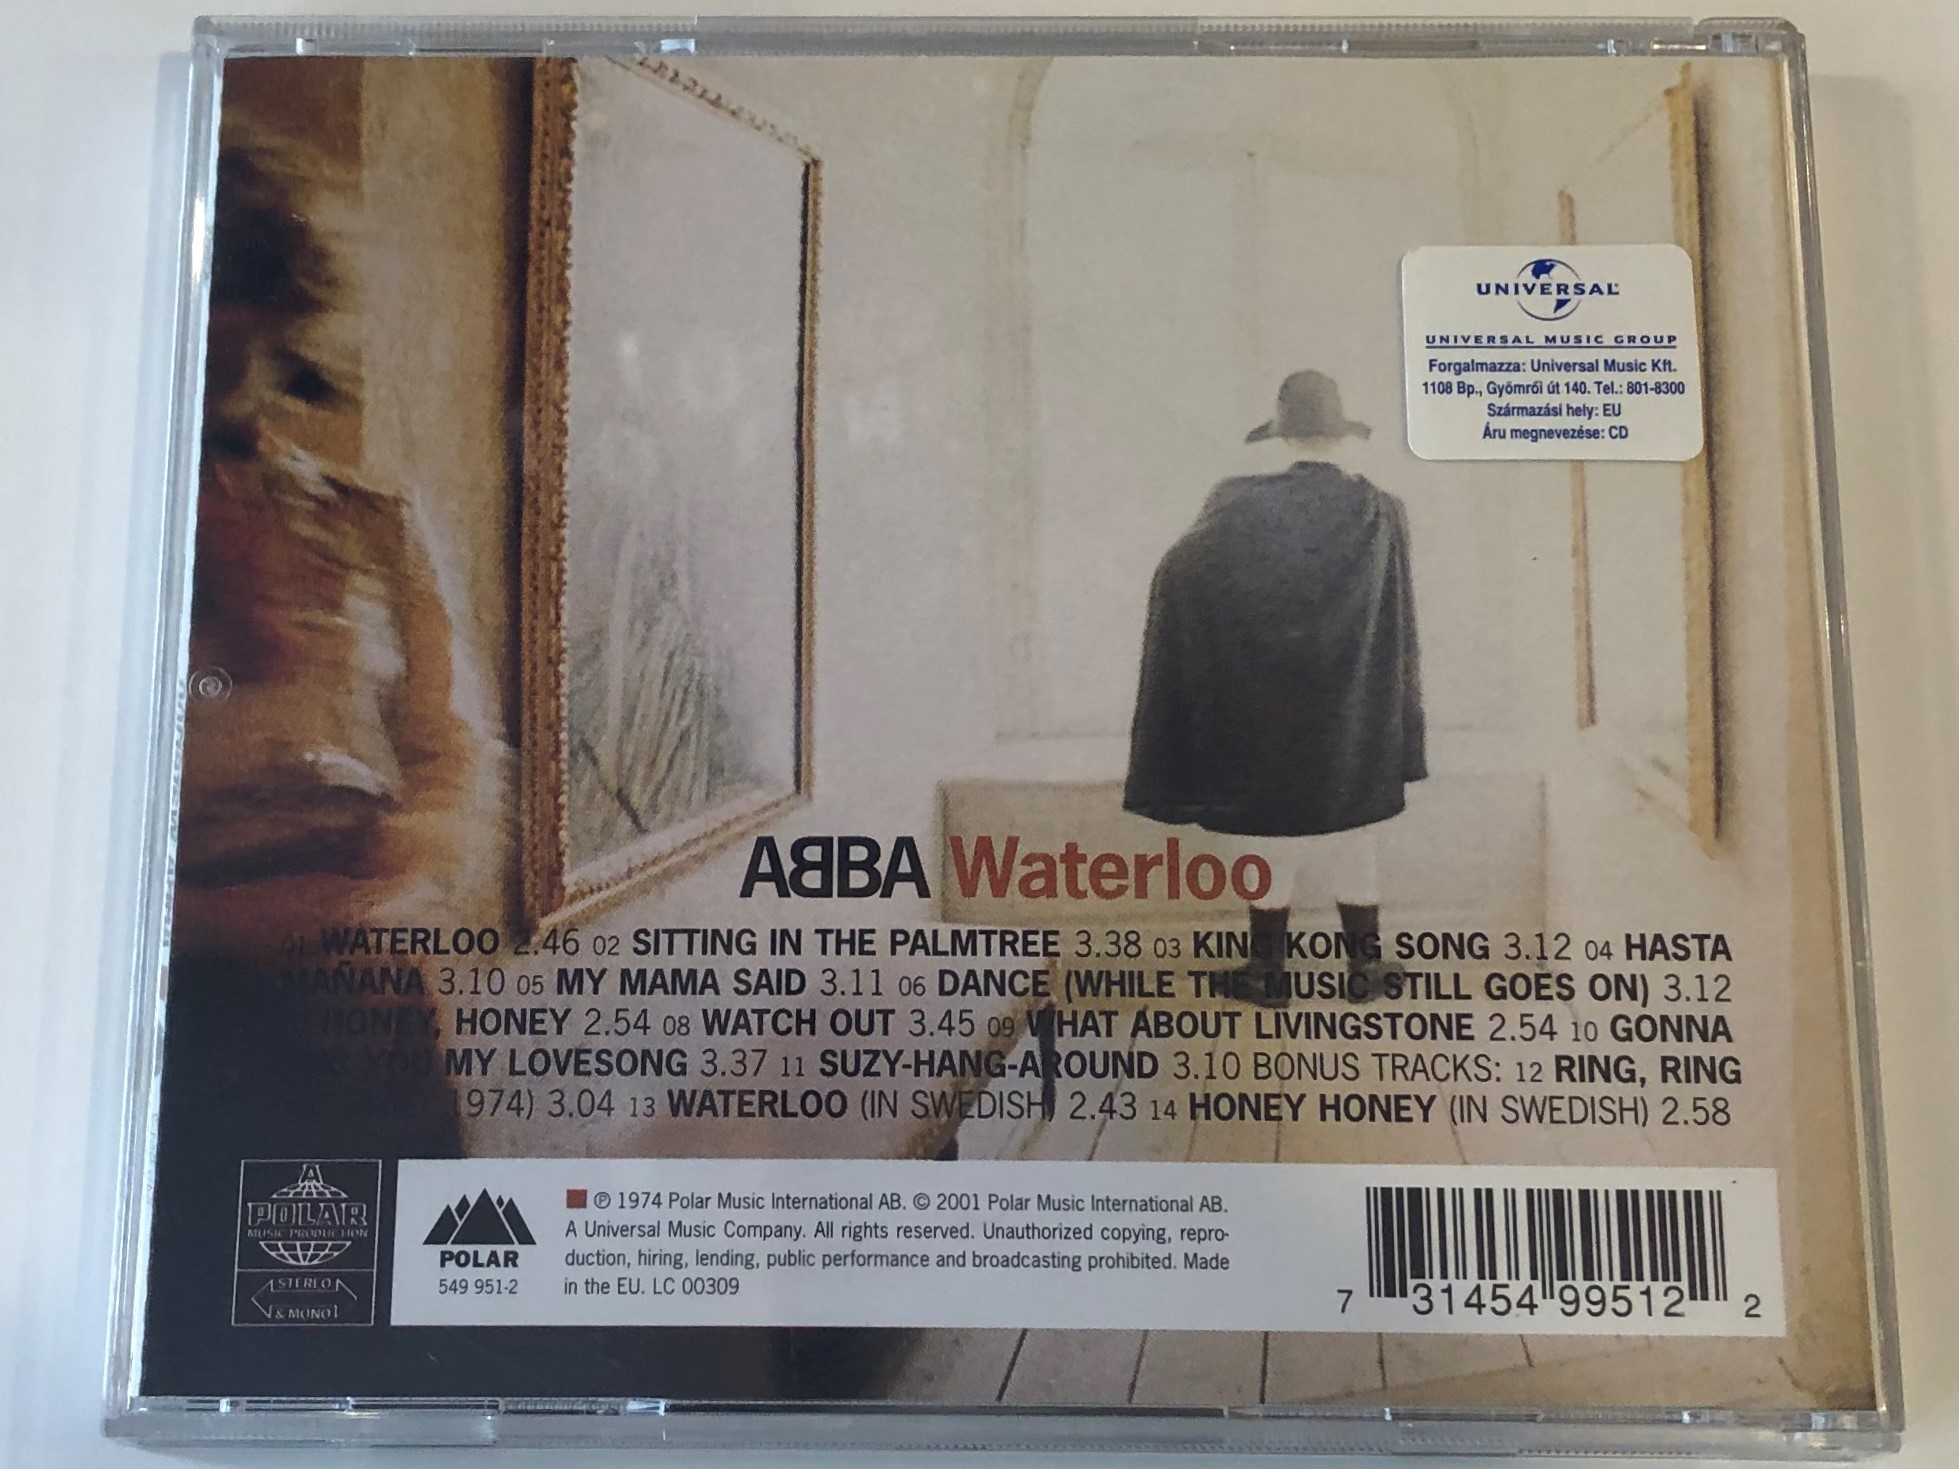 UNIVERSAL
UNIVERSAL MUSIC GROUP
Forgalmazza: Universal Music Kft.
1108 Bp., Gyömrői út 140. Tel.: 801-8300
Származási hely: EU
Áru megnevezése: CD
ABBA Waterloo
01 WATERLOO 2.46 02 SITTING IN THE PALMTREE 3.38 03 KING KONG SONG 3.12 04 HASTA
MAÑANA 3.10 05 MY MAMA SAID 3.11 06 DANCE (WHILE THE MUSIC STILL GOES ON) 3.12
HONEY, HONEY 2.54 08 WATCH OUT 3.45 09 WHAT ABOUT LIVINGSTONE 2.54 10 GONNA
YOU MY LOVESONG 3.37 11 SUZY-HANG-AROUND 3.10 BONUS TRACKS: 12 RING, RING
1974) 3.04 13 WATERLOO (IN SWEDISH) 2.43 14 HONEY HONEY (IN SWEDISH) 2.58
A
POLAR
MUSIC PRODUCTION
STEREO
& MONO
POLAR
549 951-2
℗ 1974 Polar Music International AB. © 2001 Polar Music International AB.
A Universal Music Company. All rights reserved. Unauthorized copying, repro-
duction, hiring, lending, public performance and broadcasting prohibited. Made
in the EU. LC 00309
7 31454 99512 2